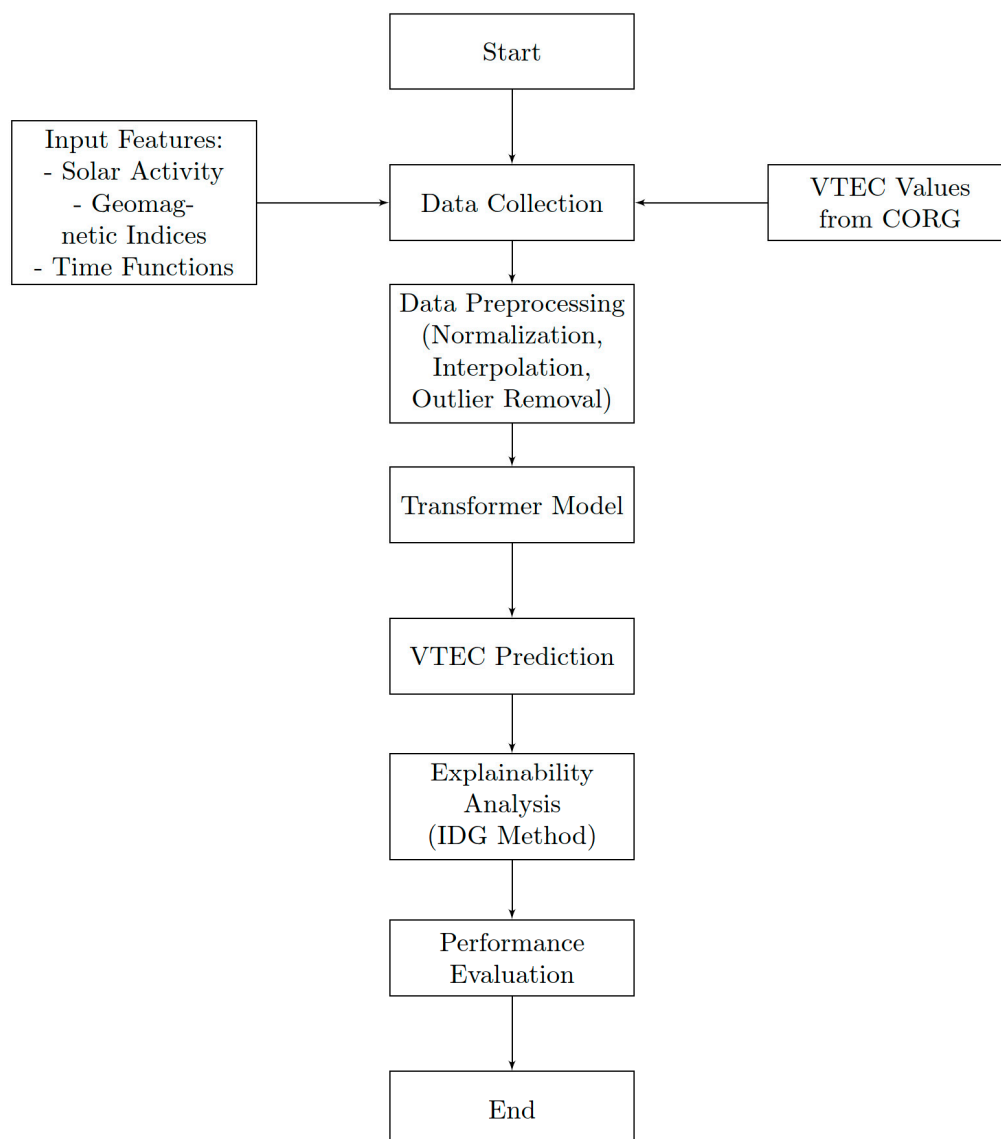 Start
Input Features:
- Solar Activity
- Geomag-
netic Indices
- Time Functions
Data Collection
VTEC Values
from CORG
Data Preprocessing
(Normalization,
Interpolation,
Outlier Removal)
Transformer Model
VTEC Prediction
Explainability
Analysis
(IDG Method)
Performance
Evaluation
End